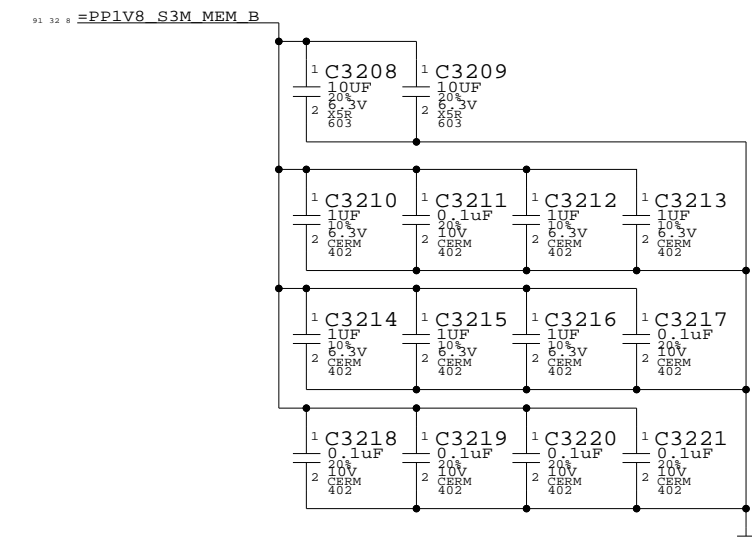 91 32 8 =PP1V8_S3M_MEM_B
1 C3208 1 C3209
10UF 10UF
20% 20%
2 6.3V 2 6.3V
X5R X5R
603 603
1 C3210 1 C3211 1 C3212 1 C3213
1UF 0.1uF 1UF 1UF
10% 20% 10% 10%
2 6.3V 2 10V 2 6.3V 2 6.3V
CERM CERM CERM CERM
402 402 402 402
1 C3214 1 C3215 1 C3216 1 C3217
1UF 1UF 1UF 0.1uF
10% 10% 10% 20%
2 6.3V 2 6.3V 2 6.3V 2 10V
CERM CERM CERM CERM
402 402 402 402
1 C3218 1 C3219 1 C3220 1 C3221
0.1uF 0.1uF 0.1uF 0.1uF
20% 20% 20% 20%
2 10V 2 10V 2 10V 2 10V
CERM CERM CERM CERM
402 402 402 402